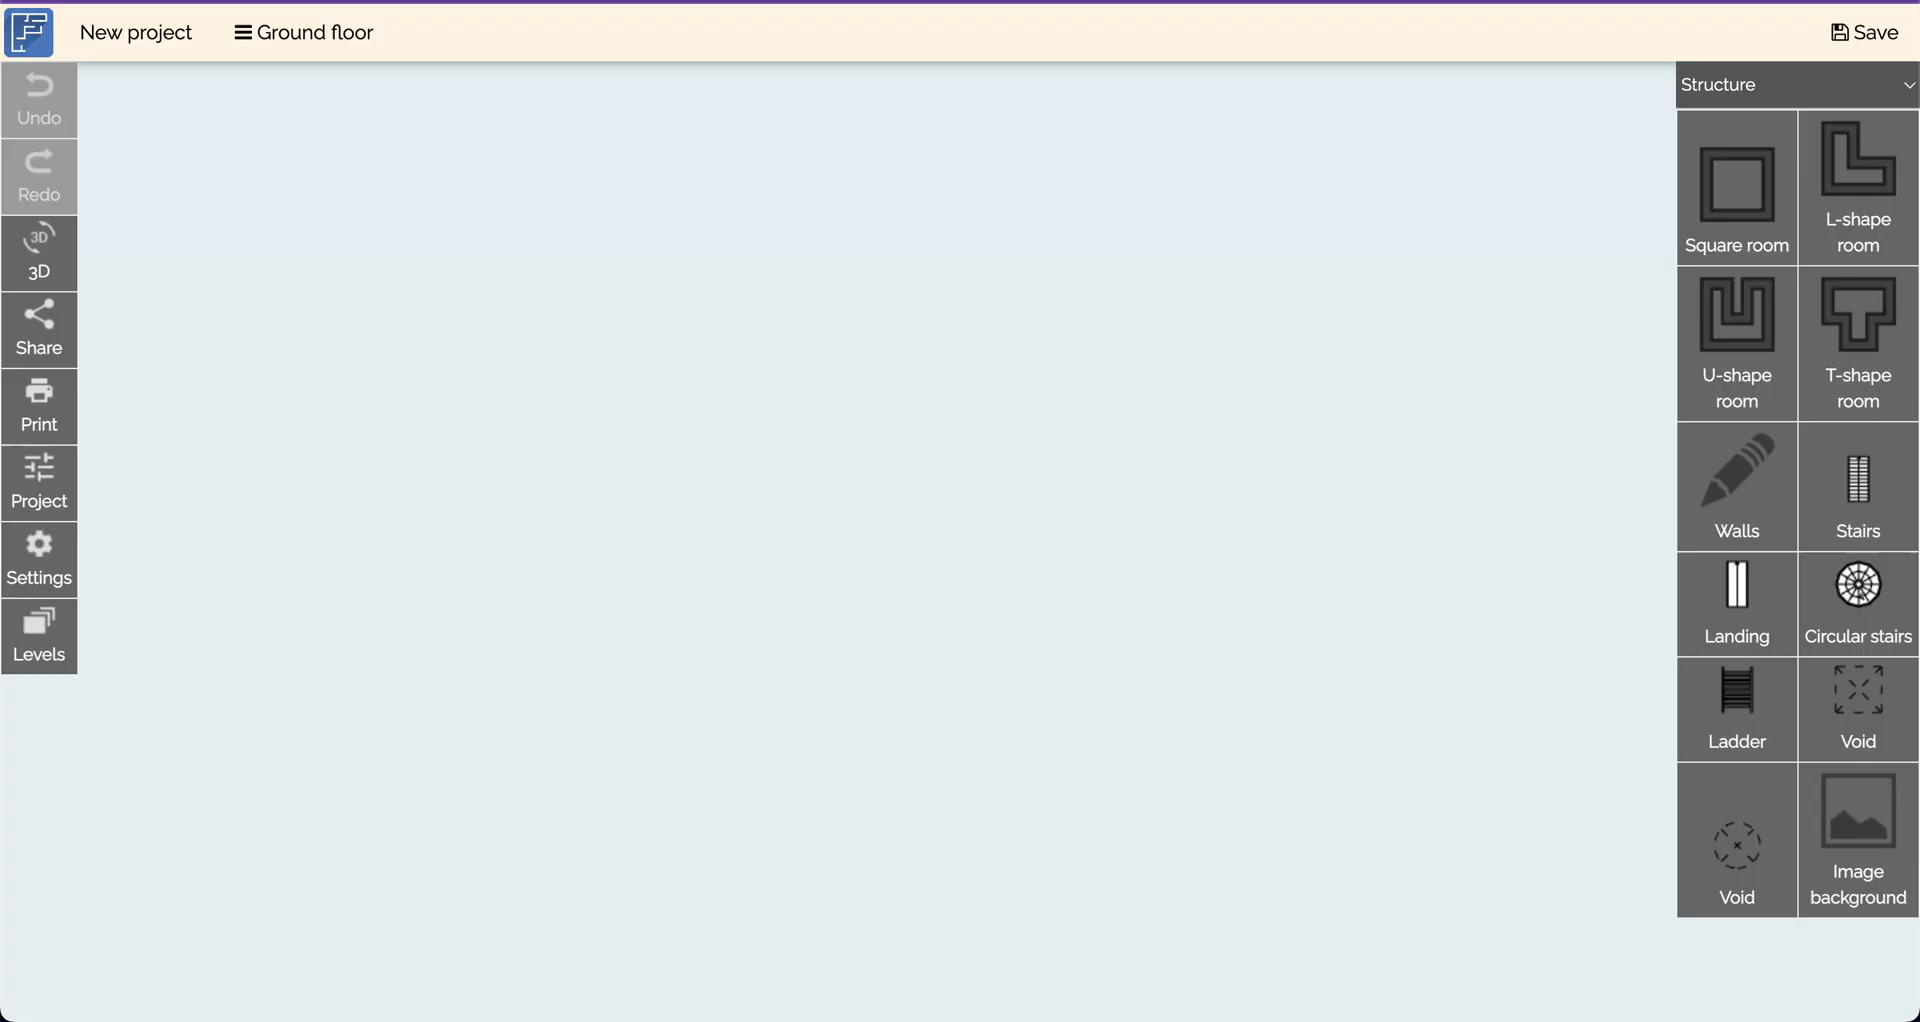 New project
Ground floor
Save
Undo
Redo
3D
3D
Share
Print
Project
Settings
Levels
Structure
Square room
L-shape
room
U-shape
room
T-shape
room
Walls
Stairs
Landing
Circular stairs
Ladder
Void
Void
Image
background